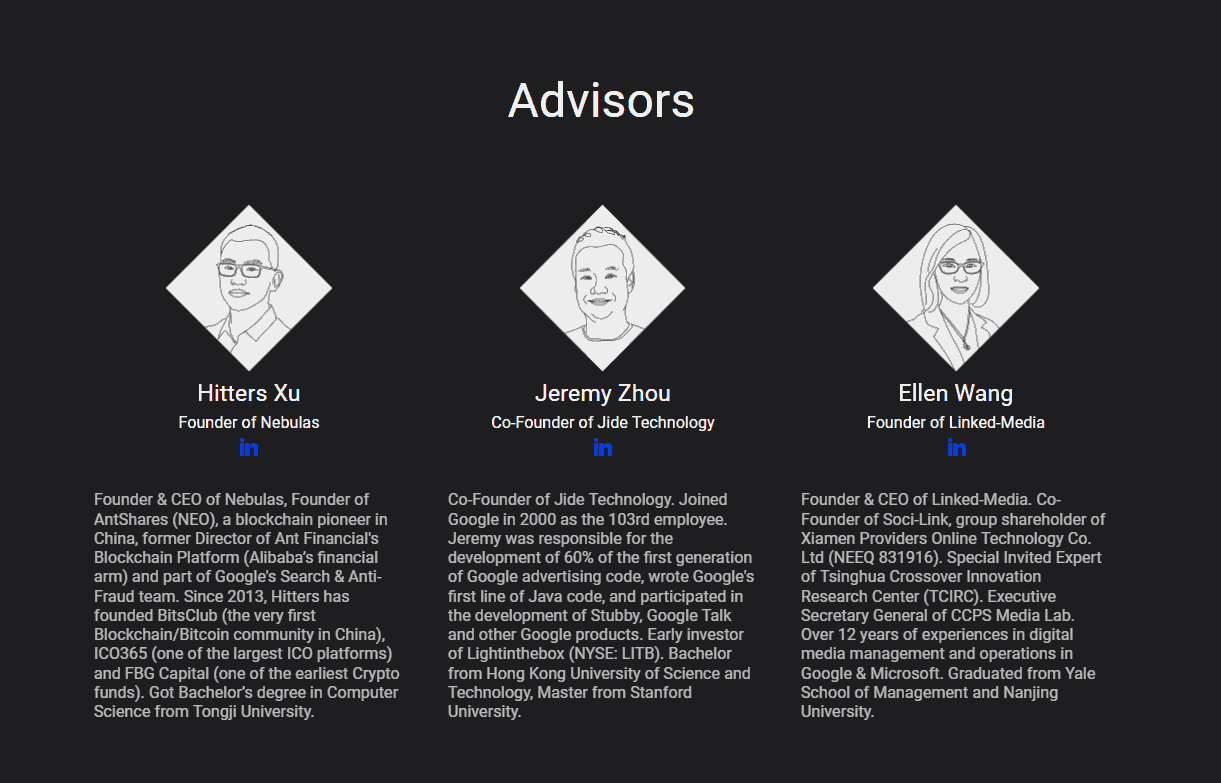 Advisors
Hitters Xu
Founder of Nebulas
in
Founder & CEO of Nebulas, Founder of
AntShares (NEO), a blockchain pioneer in
China, former Director of Ant Financial's
Blockchain Platform (Alibaba's financial
arm) and part of Google's Search & Anti-
Fraud team. Since 2013, Hitters has
founded BitsClub (the very first
Blockchain/Bitcoin community in China),
ICO365 (one of the largest ICO platforms)
and FBG Capital (one of the earliest Crypto
funds). Got Bachelor's degree in Computer
Science from Tongji University.
Jeremy Zhou
Co-Founder of Jide Technology
in
Co-Founder of Jide Technology. Joined
Google in 2000 as the 103rd employee.
Jeremy was responsible for the
development of 60% of the first generation
of Google advertising code, wrote Google's
first line of Java code, and participated in
the development of Stubby, Google Talk
and other Google products. Early investor
of Lightinthebox (NYSE: LITB). Bachelor
from Hong Kong University of Science and
Technology, Master from Stanford
University.
Ellen Wang
Founder of Linked-Media
in
Founder & CEO of Linked-Media. Co-
Founder of Soci-Link, group shareholder of
Xiamen Providers Online Technology Co.
Ltd (NEEQ 831916). Special Invited Expert
of Tsinghua Crossover Innovation
Research Center (TCIRC). Executive
Secretary General of CCPS Media Lab.
Over 12 years of experiences in digital
media management and operations in
Google & Microsoft. Graduated from Yale
School of Management and Nanjing
University.